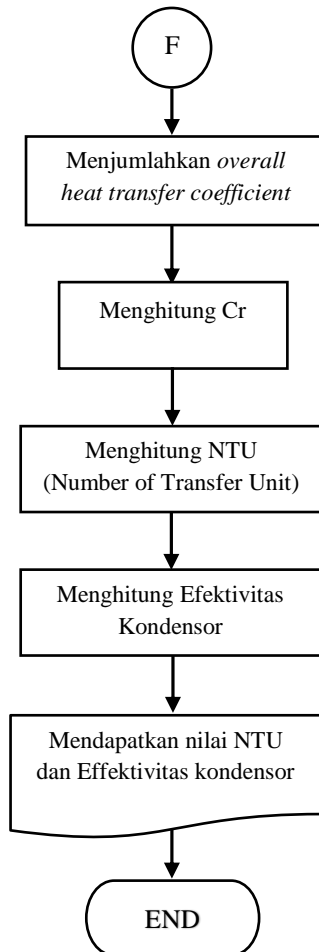 F
Menjumlahkan overall
heat transfer coefficient
Menghitung Cr
Menghitung NTU
(Number of Transfer Unit)
Menghitung Efektivitas
Kondensor
Mendapatkan nilai NTU
dan Effektivitas kondensor
END